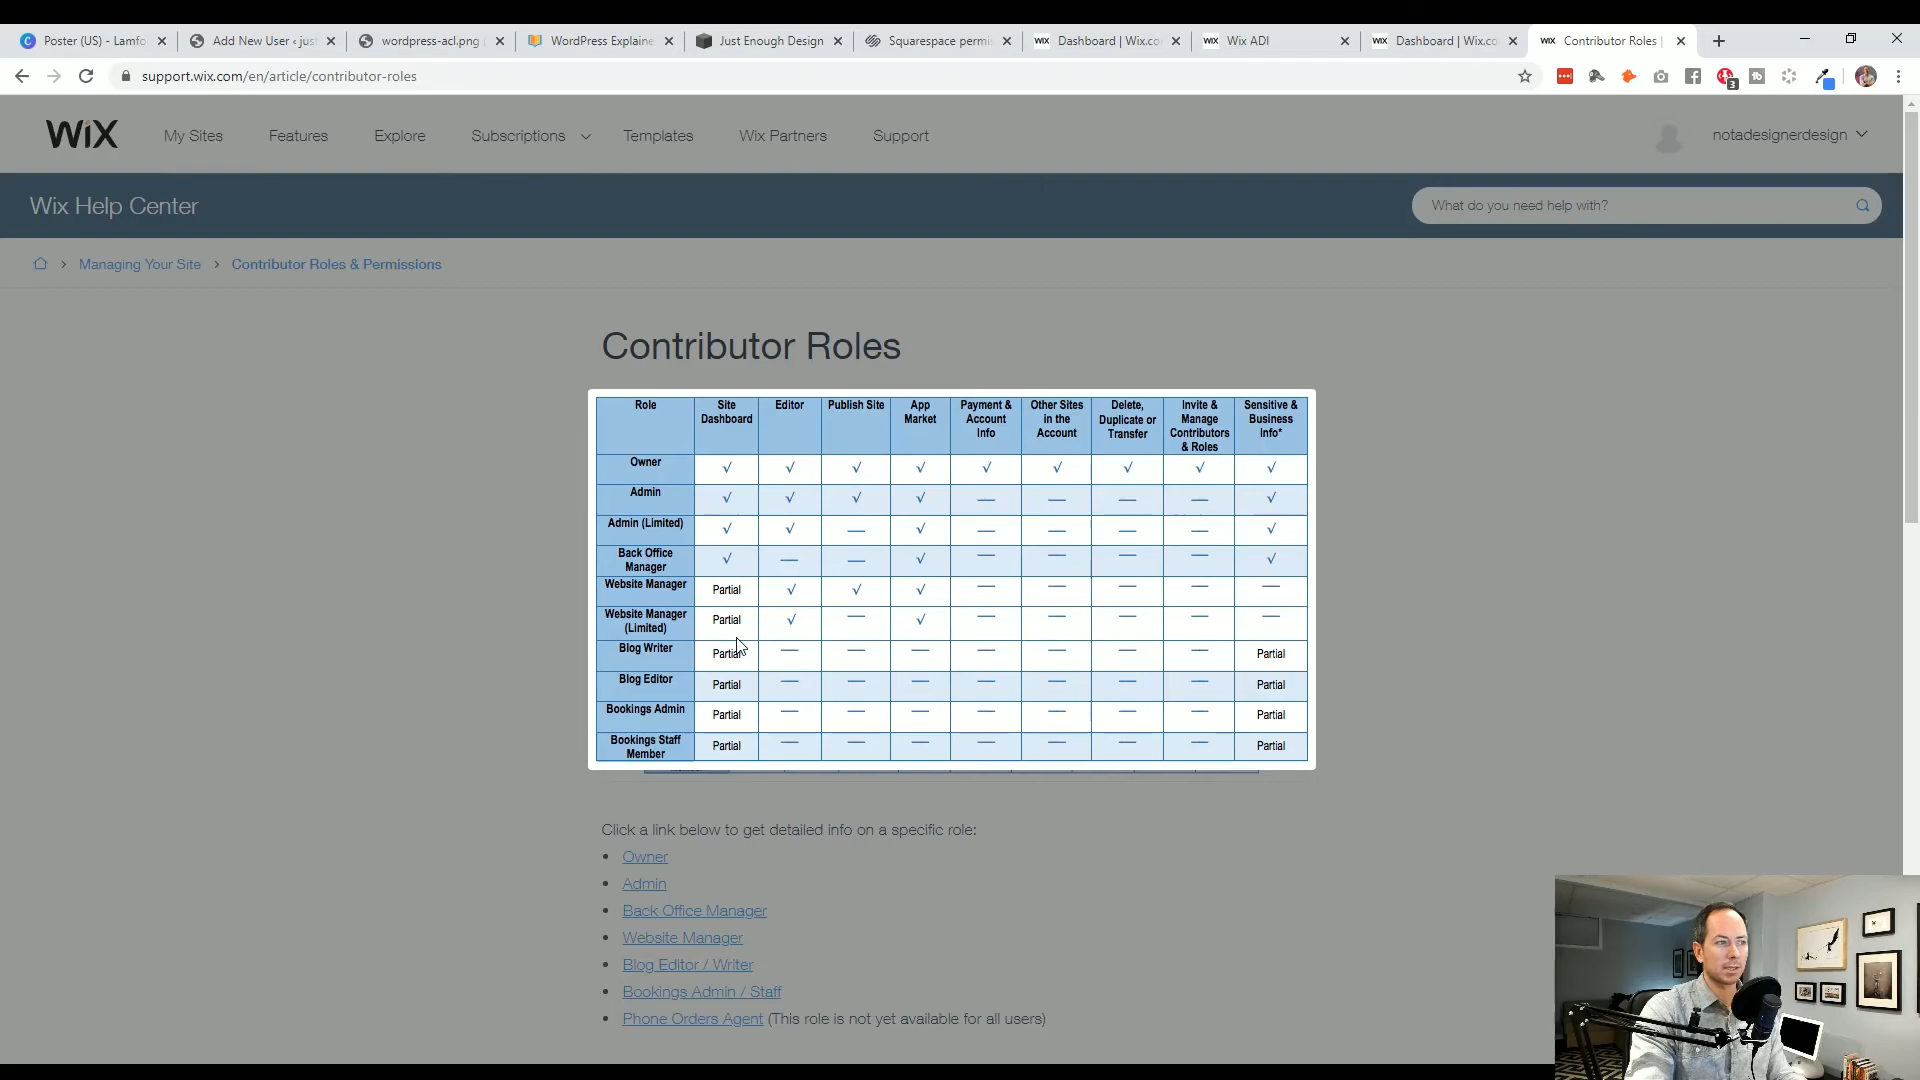 Poster (US) - Lamfo
Add New User ‹ just
wordpress-acl.png (
WordPress Explaine
Just Enough Design
Squarespace permis
Dashboard | Wix.co
Wix ADI
Dashboard | Wix.co
Contributor Roles |
support.wix.com/en/article/contributor-roles
3
WiX
My Sites
Features
Explore
Subscriptions
Templates
Wix Partners
Support
notadesignerdesign
Wix Help Center
What do you need help with?
Managing Your Site > Contributor Roles & Permissions
Contributor Roles
Role Site Dashboard Editor Publish Site App Market Payment & Account Info Other Sites in the Account Delete, Duplicate or Transfer Invite & Manage Contributors & Roles Sensitive & Business Info*
Owner √ √ √ √ √ √ √ √ √
Admin √ √ √ √ — — — — √
Admin (Limited) √ √ — √ — — — — √
Back Office Manager √ — — √ — — — — √
Website Manager Partial √ √ √ — — — — —
Website Manager (Limited) Partial √ — √ — — — — —
Blog Writer Partial — — — — — — — Partial
Blog Editor Partial — — — — — — — Partial
Bookings Admin Partial — — — — — — — Partial
Bookings Staff Member Partial — — — — — — — Partial
Click a link below to get detailed info on a specific role:
• Owner
• Admin
• Back Office Manager
• Website Manager
• Blog Editor / Writer
• Bookings Admin / Staff
• Phone Orders Agent (This role is not yet available for all users)